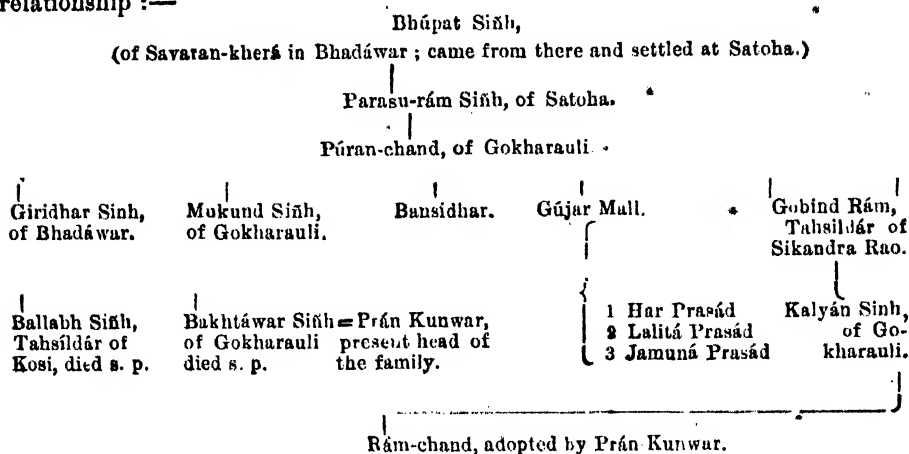 relationship :—
Bhúpat Siñh,
(of Savaran-kherá in Bhadáwar ; came from there and settled at Satoha.)
Parasu-rám Siñh, of Satoha.
Púran-chand, of Gokharauli
Giridhar Sinh, Mukund Siñh, Bansidhar. Gújar Mall. Gobind Rám,
of Bhadáwar. of Gokharauli. Tahsildár of
Sikandra Rao.
Ballabh Siñh, Bakhtáwar Siñh = Prán Kunwar, 1 Har Prasád Kalyán Sinh,
Tahsíldár of of Gokharauli present head of 2 Lalitá Prasád of Go-
Kosi, died s. p. died s. p. the family. 3 Jamuná Prasád kharauli.
Rám-chand, adopted by Prán Kunwar.